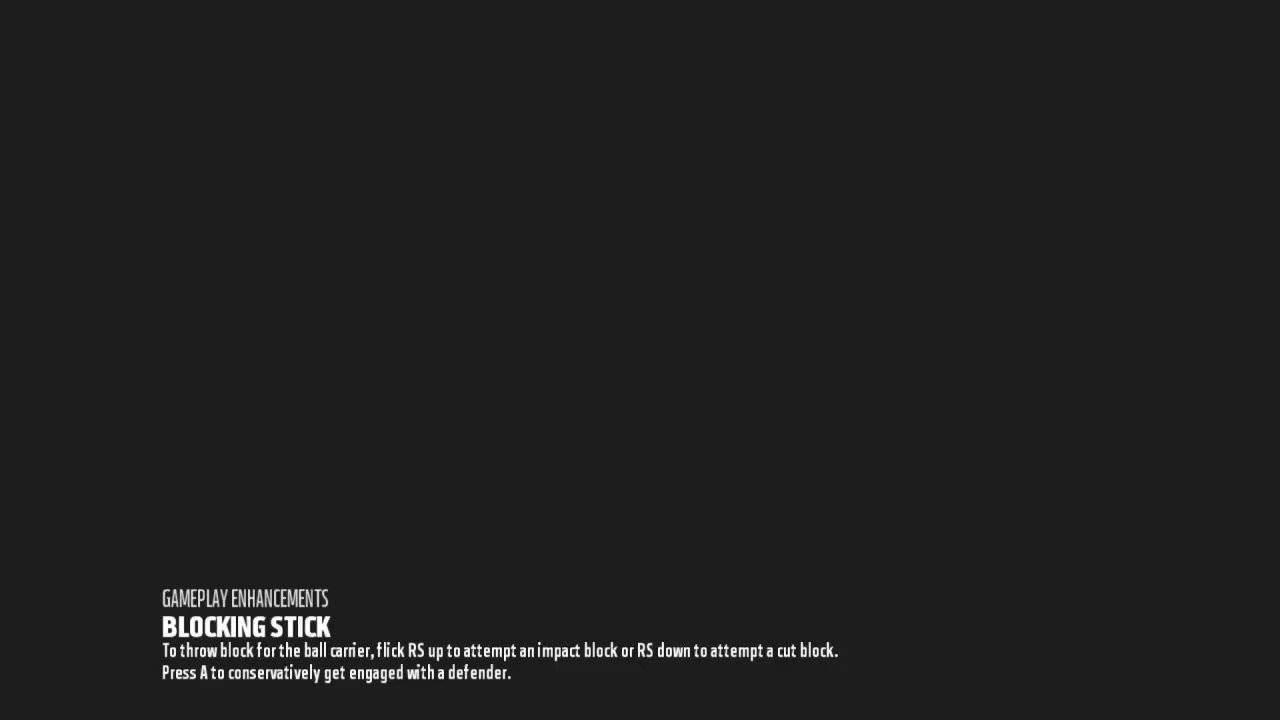 GAMEPLAY ENHANCEMENTS
BLOCKING STICK
To throw block for the ball carrier, flick RS up to attempt an impact block or RS down to attempt a cut block.
Press A to conservatively get engaged with a defender.